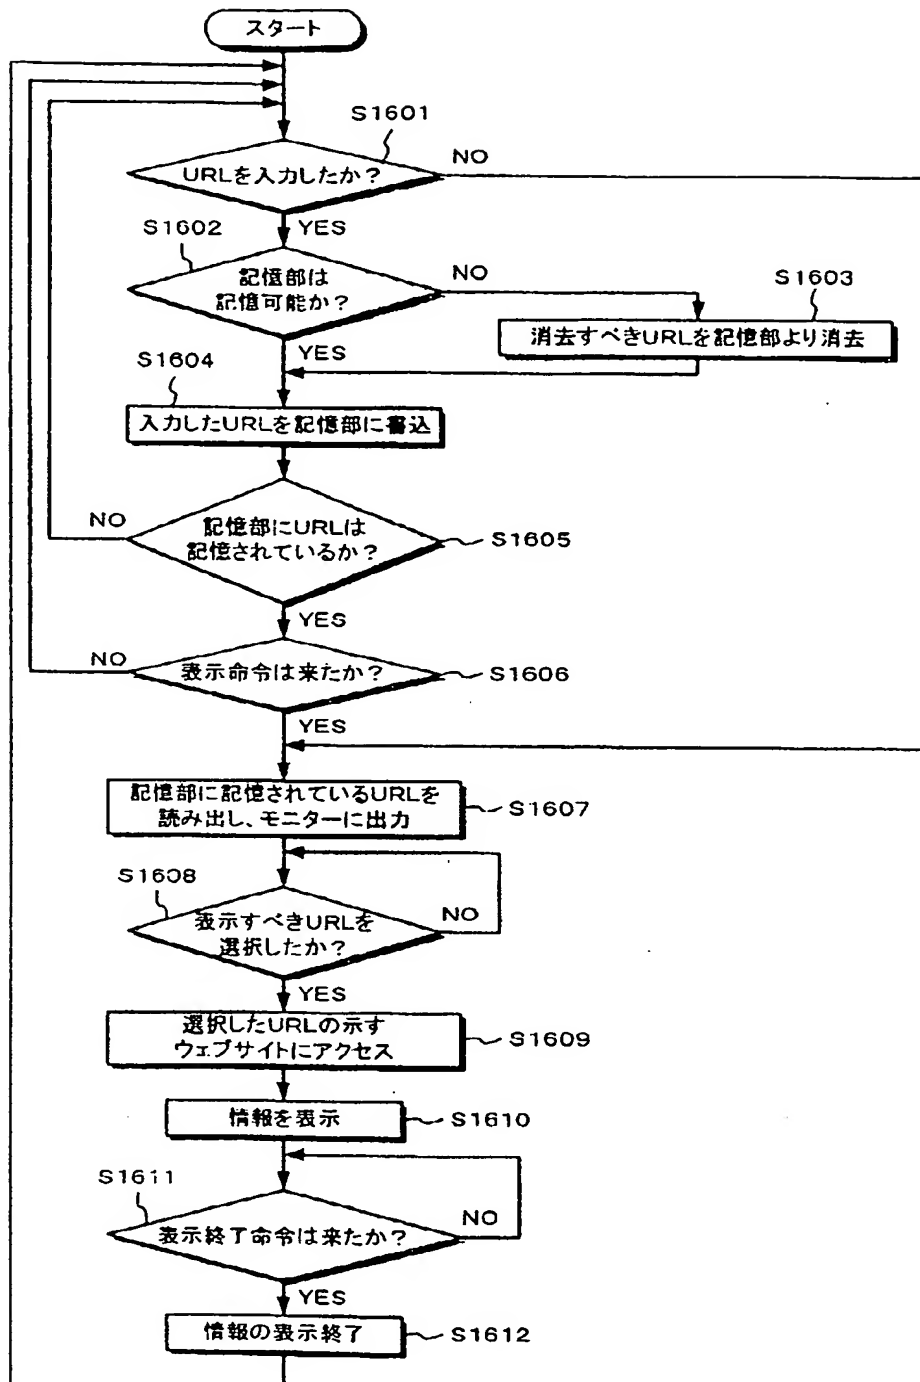 スタート
S1601
URLを入力したか？
NO
YES
S1602
記憶部は
記憶可能か？
NO
S1603
消去すべきURLを記憶部より消去
YES
S1604
入力したURLを記憶部に書込
記憶部にURLは
記憶されているか？
NO
S1605
YES
表示命令は来たか？
NO
S1606
YES
記憶部に記憶されているURLを
読み出し、モニターに出力
S1607
S1608
表示すべきURLを
選択したか？
NO
YES
選択したURLの示す
ウェブサイトにアクセス
S1609
情報を表示
S1610
S1611
表示終了命令は来たか？
NO
YES
情報の表示終了
S1612